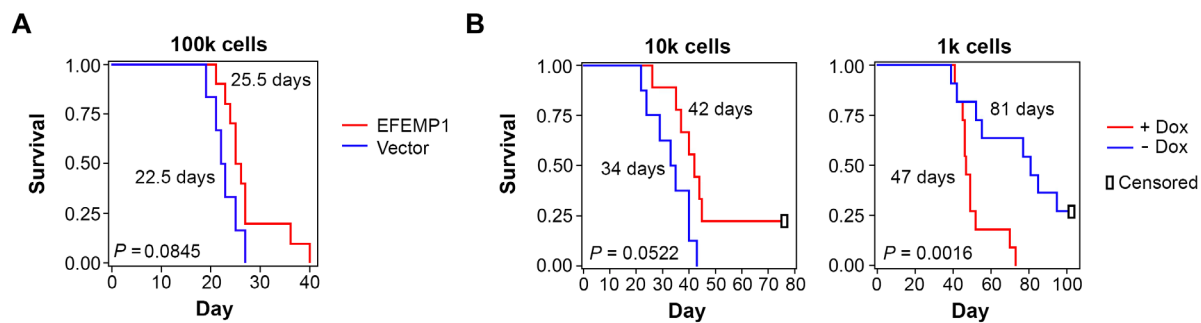 A
100k cells
Survival
1.00
0.75
0.50
0.25
0.00
25.5 days
22.5 days
P = 0.0845
0 10 20 30 40
Day
EFEMP1
Vector
B
10k cells
Survival
1.00
0.75
0.50
0.25
0.00
42 days
34 days
P = 0.0522
0 10 20 30 40 50 60 70 80
Day
1k cells
1.00
0.75
0.50
0.25
0.00
81 days
47 days
P = 0.0016
0 20 40 60 80 100
Day
+ Dox
- Dox
Censored